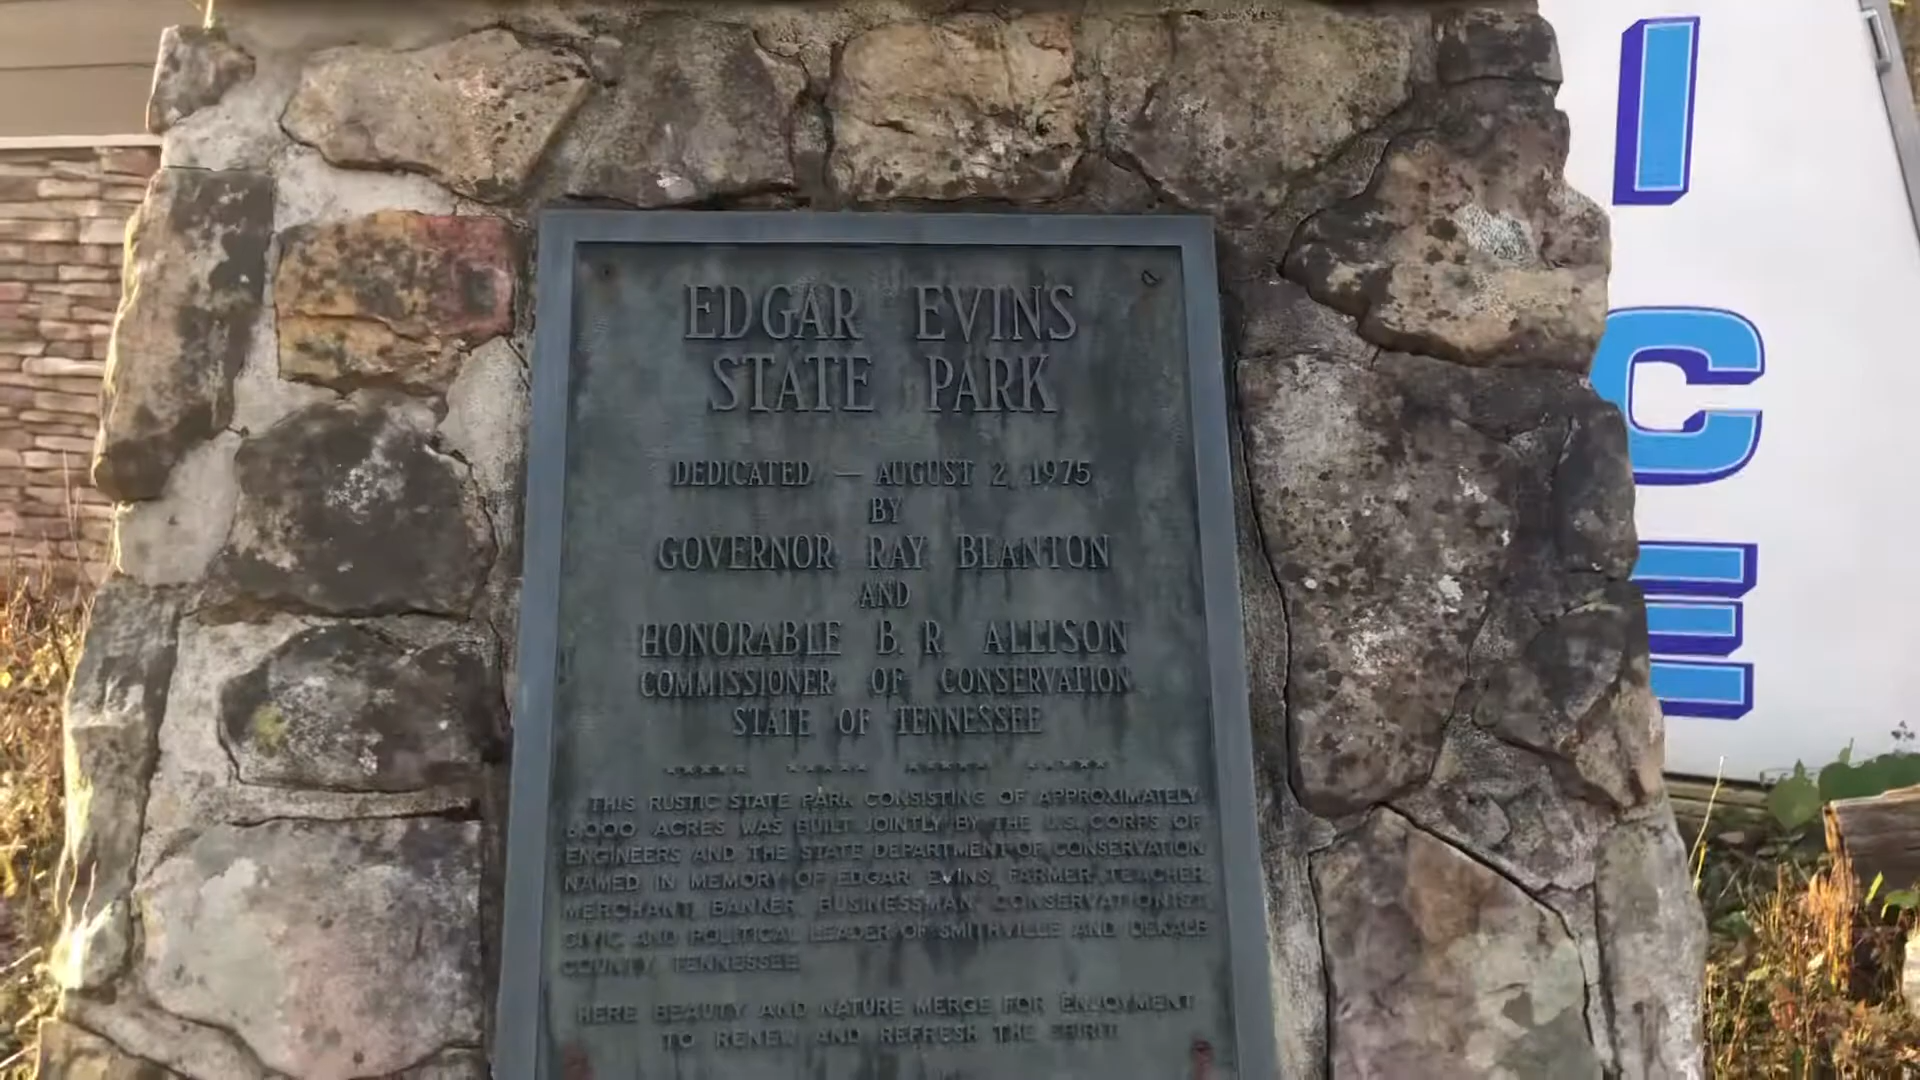 EDGAR EVINS
STATE PARK
DEDICATED — AUGUST 2, 1975
BY
GOVERNOR RAY BLANTON
AND
HONORABLE B. R. ALLISON
COMMISSIONER OF CONSERVATION
STATE OF TENNESSEE
***** ***** ***** *****
THIS RUSTIC STATE PARK CONSISTING OF APPROXIMATELY
6,000 ACRES WAS BUILT JOINTLY BY THE U.S. CORPS OF
ENGINEERS AND THE STATE DEPARTMENT OF CONSERVATION
NAMED IN MEMORY OF EDGAR EVINS, FARMER, TEACHER,
MERCHANT, BANKER, BUSINESSMAN, CONSERVATIONIST,
CIVIC AND POLITICAL LEADER OF SMITHVILLE AND DEKALB
COUNTY, TENNESSEE.
HERE BEAUTY AND NATURE MERGE FOR ENJOYMENT
TO RENEW AND REFRESH THE SPIRIT
ICE